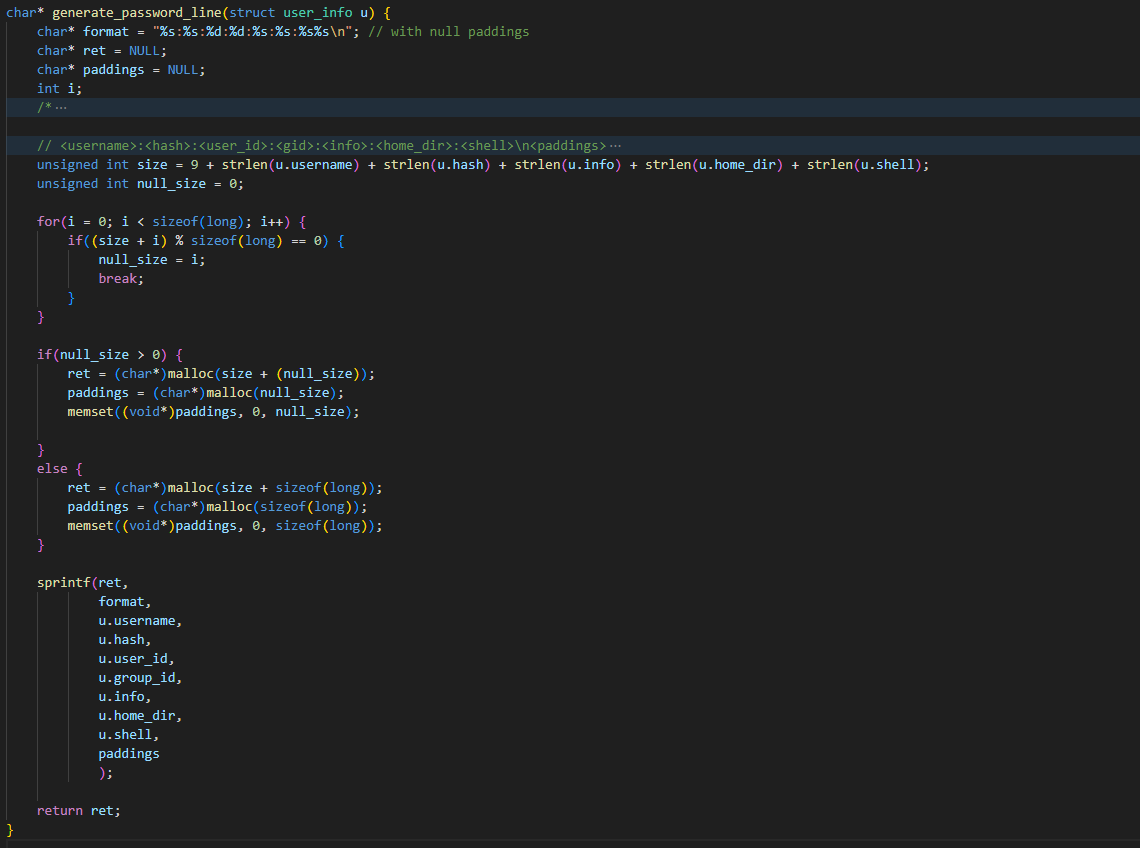 char* generate_password_line(struct user_info u) {
    char* format = "%s:%s:%d:%d:%s:%s:%s%s\n"; // with null paddings
    char* ret = NULL;
    char* paddings = NULL;
    int i;
    /* ···

    // <username>:<hash>:<user_id>:<gid>:<info>:<home_dir>:<shell>\n<paddings> ···
    unsigned int size = 9 + strlen(u.username) + strlen(u.hash) + strlen(u.info) + strlen(u.home_dir) + strlen(u.shell);
    unsigned int null_size = 0;

    for(i = 0; i < sizeof(long); i++) {
        if((size + i) % sizeof(long) == 0) {
            null_size = i;
            break;
        }
    }

    if(null_size > 0) {
        ret = (char*)malloc(size + (null_size));
        paddings = (char*)malloc(null_size);
        memset((void*)paddings, 0, null_size);

    }
    else {
        ret = (char*)malloc(size + sizeof(long));
        paddings = (char*)malloc(sizeof(long));
        memset((void*)paddings, 0, sizeof(long));
    }

    sprintf(ret,
            format,
            u.username,
            u.hash,
            u.user_id,
            u.group_id,
            u.info,
            u.home_dir,
            u.shell,
            paddings
            );

    return ret;
}